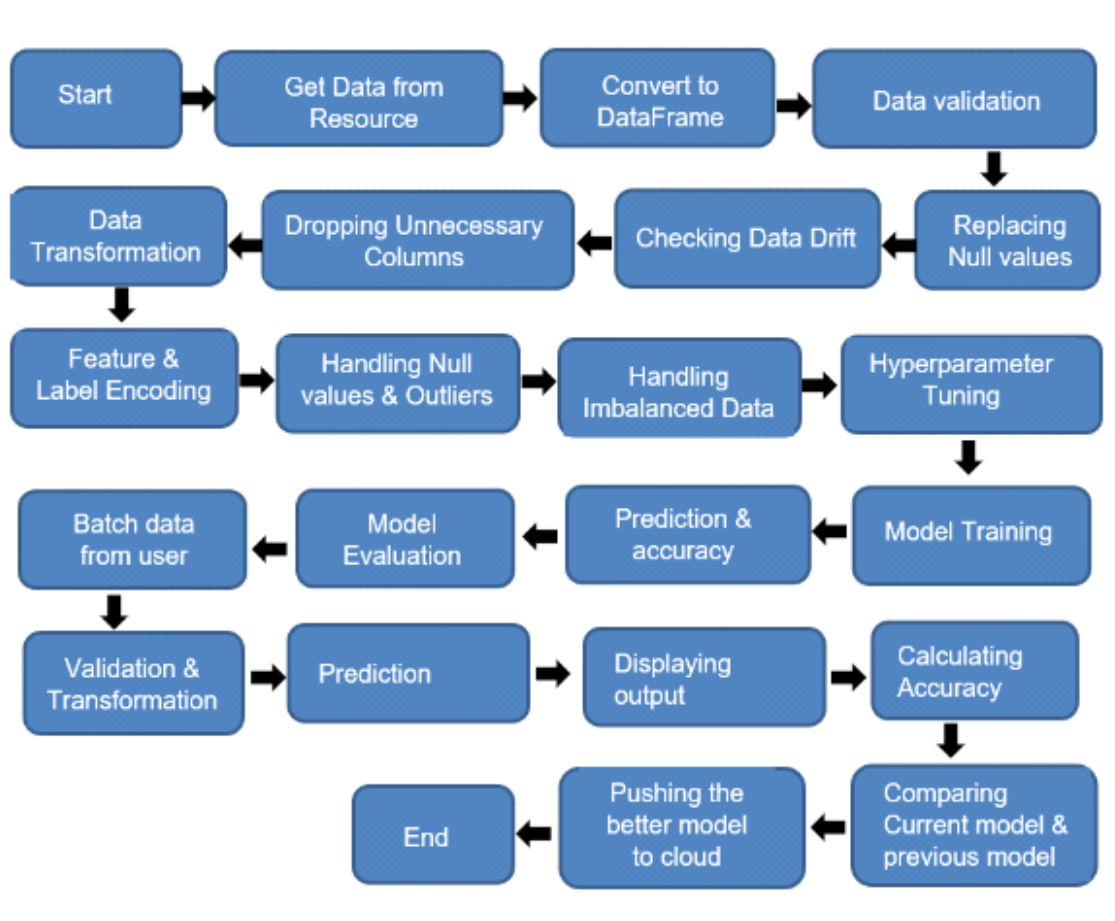 Start
Get Data from
Resource
Convert to
DataFrame
Data validation
Replacing
Null values
Checking Data Drift
Dropping Unnecessary
Columns
Data
Transformation
Feature &
Label Encoding
Handling Null
values & Outliers
Handling
Imbalanced Data
Hyperparameter
Tuning
Model Training
Prediction &
accuracy
Model
Evaluation
Batch data
from user
Validation &
Transformation
Prediction
Displaying
output
Calculating
Accuracy
Comparing
Current model &
previous model
Pushing the
better model
to cloud
End